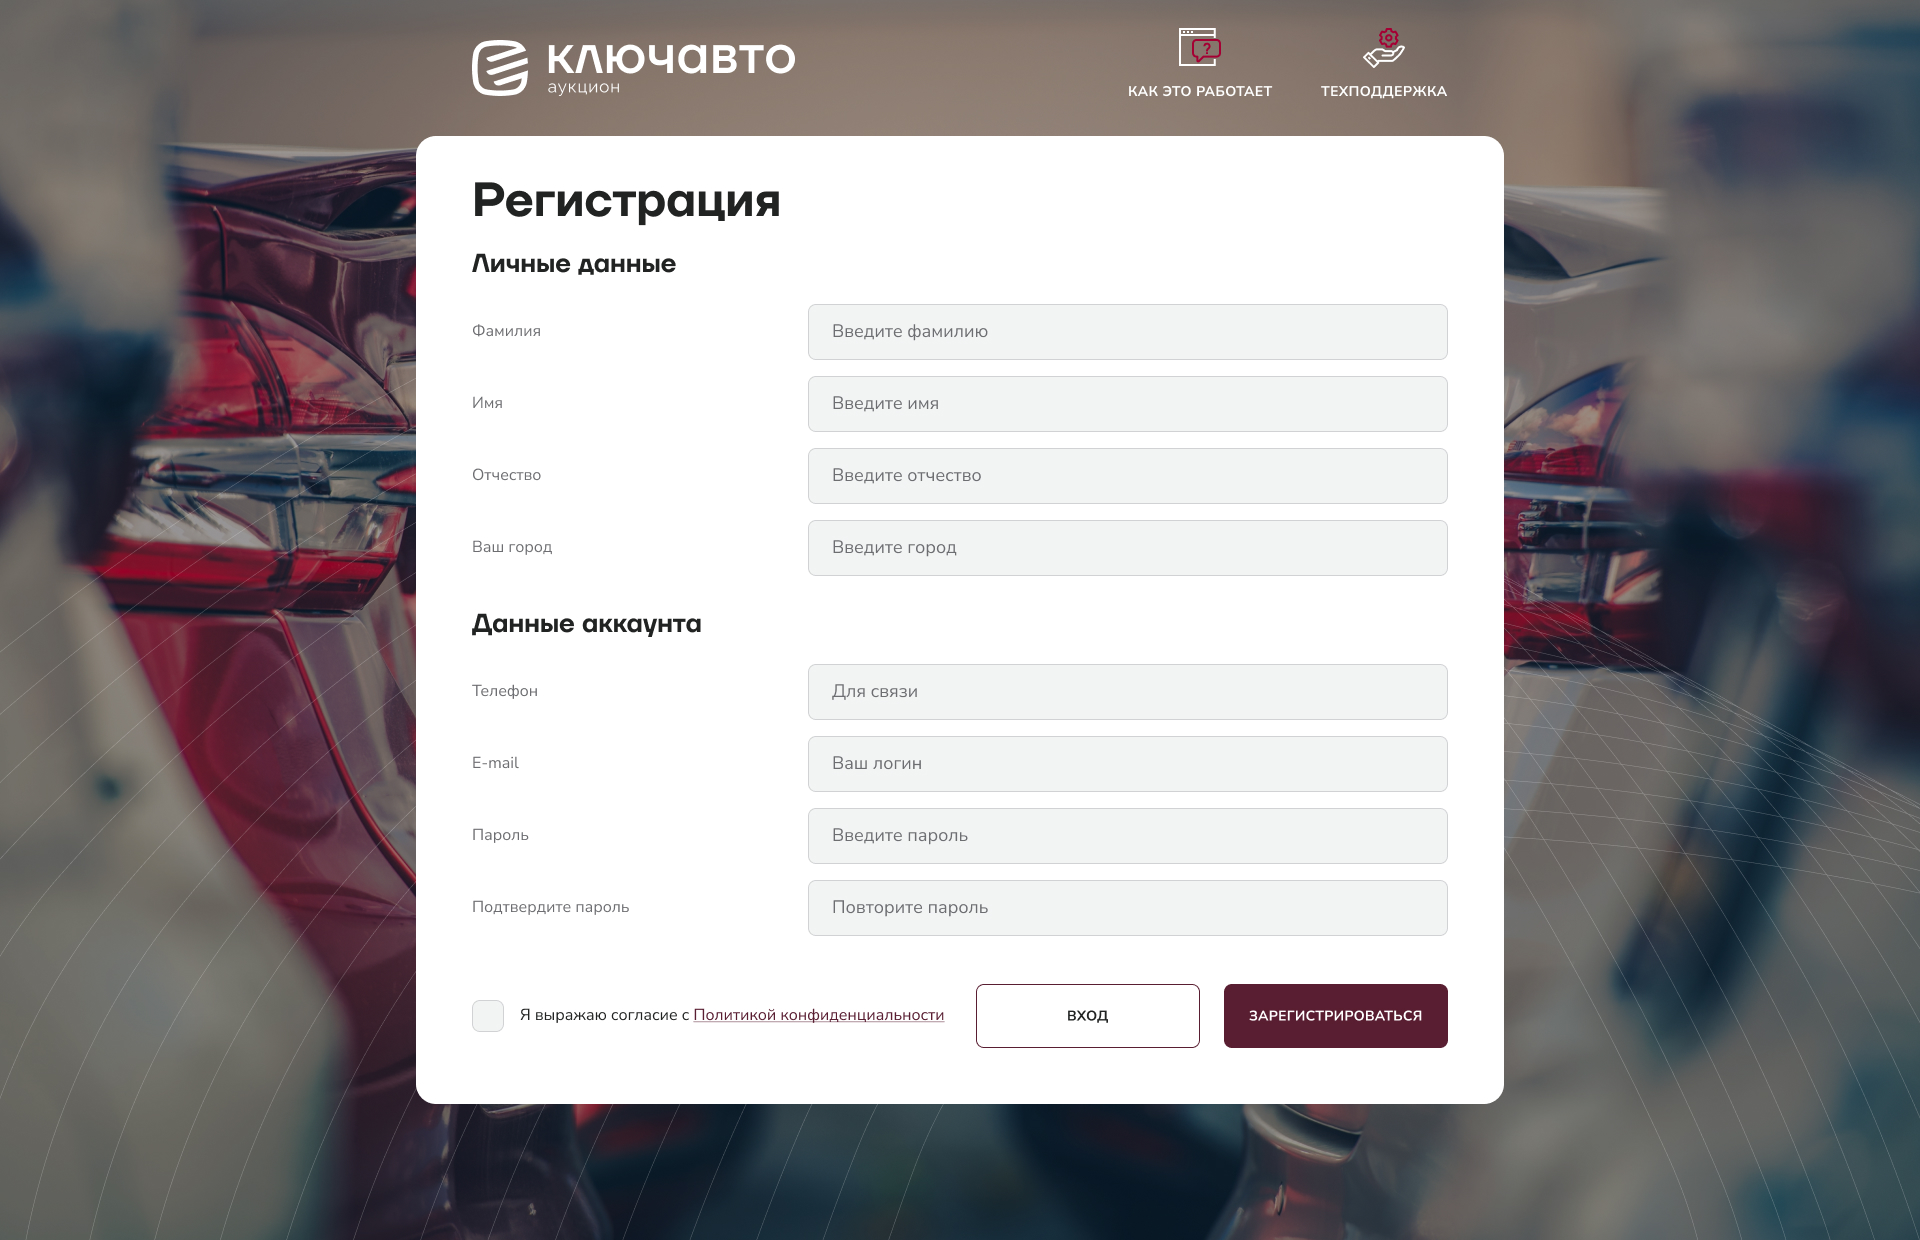 ключавто
аукцион
КАК ЭТО РАБОТАЕТ
ТЕХПОДДЕРЖКА
Регистрация
Личные данные
Фамилия
Введите фамилию
Имя
Введите имя
Отчество
Введите отчество
Ваш город
Введите город
Данные аккаунта
Телефон
Для связи
E-mail
Ваш логин
Пароль
Введите пароль
Подтвердите пароль
Повторите пароль
Я выражаю согласие с Политикой конфиденциальности
ВХОД
ЗАРЕГИСТРИРОВАТЬСЯ